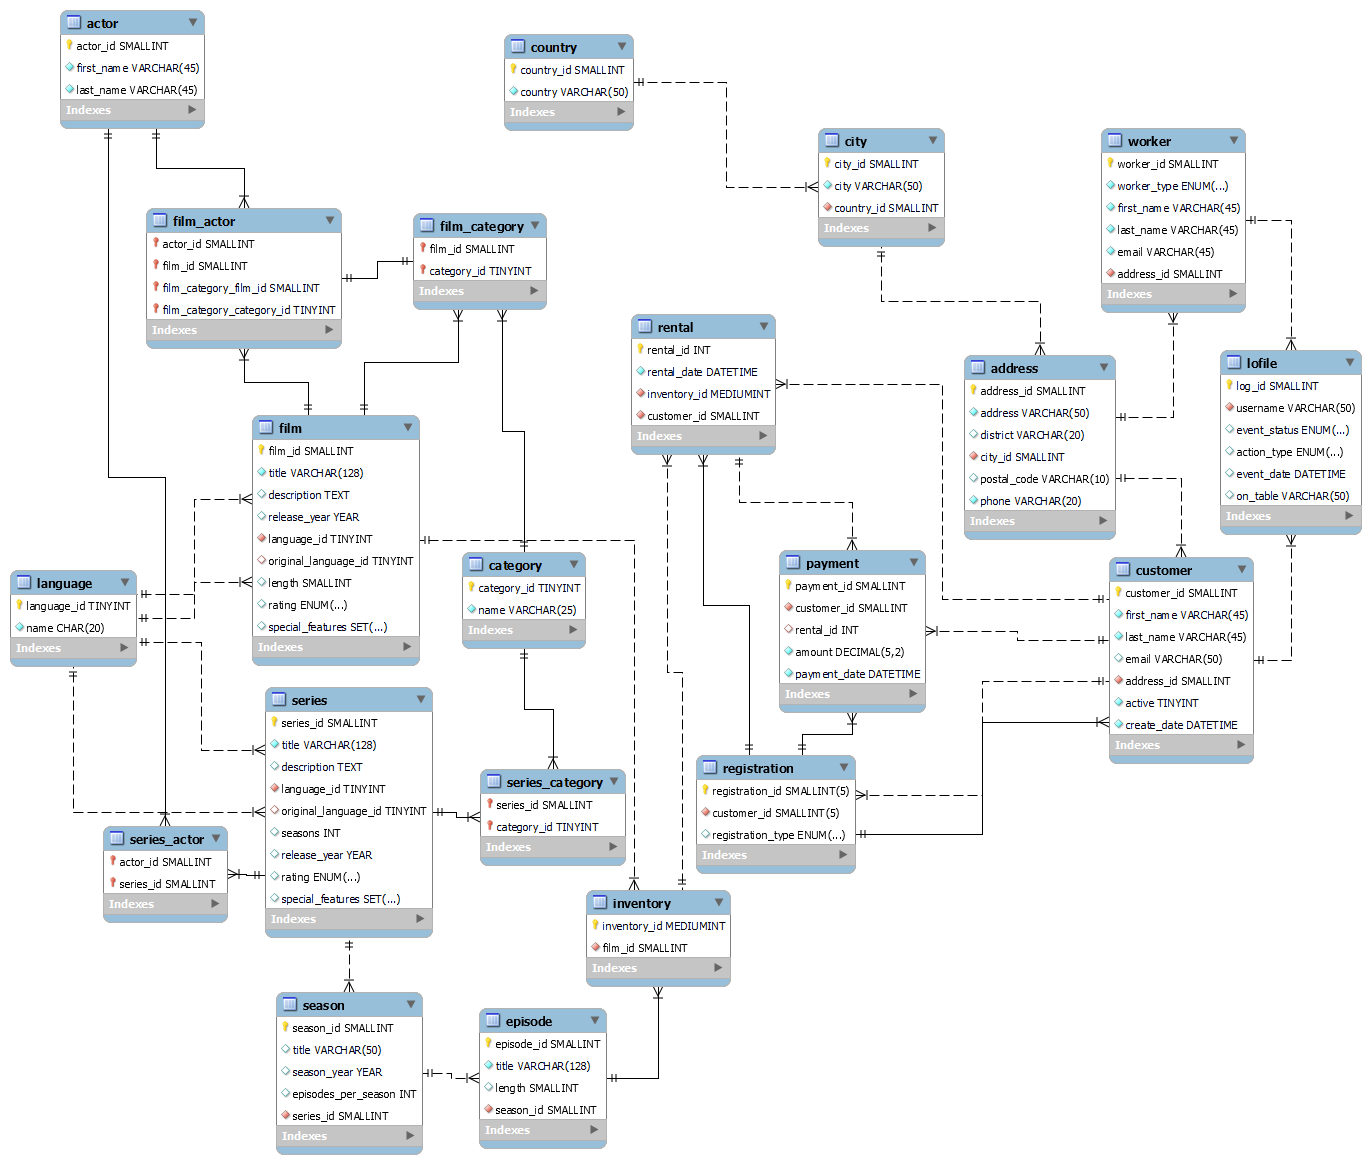 actor
actor_id SMALLINT
first_name VARCHAR(45)
last_name VARCHAR(45)
Indexes
country
country_id SMALLINT
country VARCHAR(50)
Indexes
city
city_id SMALLINT
city VARCHAR(50)
country_id SMALLINT
Indexes
worker
worker_id SMALLINT
worker_type ENUM(...)
first_name VARCHAR(45)
last_name VARCHAR(45)
email VARCHAR(45)
address_id SMALLINT
Indexes
film_actor
actor_id SMALLINT
film_id SMALLINT
film_category_film_id SMALLINT
film_category_category_id TINYINT
Indexes
film_category
film_id SMALLINT
category_id TINYINT
Indexes
rental
rental_id INT
rental_date DATETIME
inventory_id MEDIUMINT
customer_id SMALLINT
Indexes
address
address_id SMALLINT
address VARCHAR(50)
district VARCHAR(20)
city_id SMALLINT
postal_code VARCHAR(10)
phone VARCHAR(20)
Indexes
lofile
log_id SMALLINT
username VARCHAR(50)
event_status ENUM(...)
action_type ENUM(...)
event_date DATETIME
on_table VARCHAR(50)
Indexes
film
film_id SMALLINT
title VARCHAR(128)
description TEXT
release_year YEAR
language_id TINYINT
original_language_id TINYINT
length SMALLINT
rating ENUM(...)
special_features SET(...)
Indexes
language
language_id TINYINT
name CHAR(20)
Indexes
category
category_id TINYINT
name VARCHAR(25)
Indexes
payment
payment_id SMALLINT
customer_id SMALLINT
rental_id INT
amount DECIMAL(5,2)
payment_date DATETIME
Indexes
customer
customer_id SMALLINT
first_name VARCHAR(45)
last_name VARCHAR(45)
email VARCHAR(50)
address_id SMALLINT
active TINYINT
create_date DATETIME
Indexes
series
series_id SMALLINT
title VARCHAR(128)
description TEXT
language_id TINYINT
original_language_id TINYINT
seasons INT
release_year YEAR
rating ENUM(...)
special_features SET(...)
Indexes
series_category
series_id SMALLINT
category_id TINYINT
Indexes
registration
registration_id SMALLINT(5)
customer_id SMALLINT(5)
registration_type ENUM(...)
Indexes
series_actor
actor_id SMALLINT
series_id SMALLINT
Indexes
inventory
inventory_id MEDIUMINT
film_id SMALLINT
Indexes
season
season_id SMALLINT
title VARCHAR(50)
season_year YEAR
episodes_per_season INT
series_id SMALLINT
Indexes
episode
episode_id SMALLINT
title VARCHAR(128)
length SMALLINT
season_id SMALLINT
Indexes